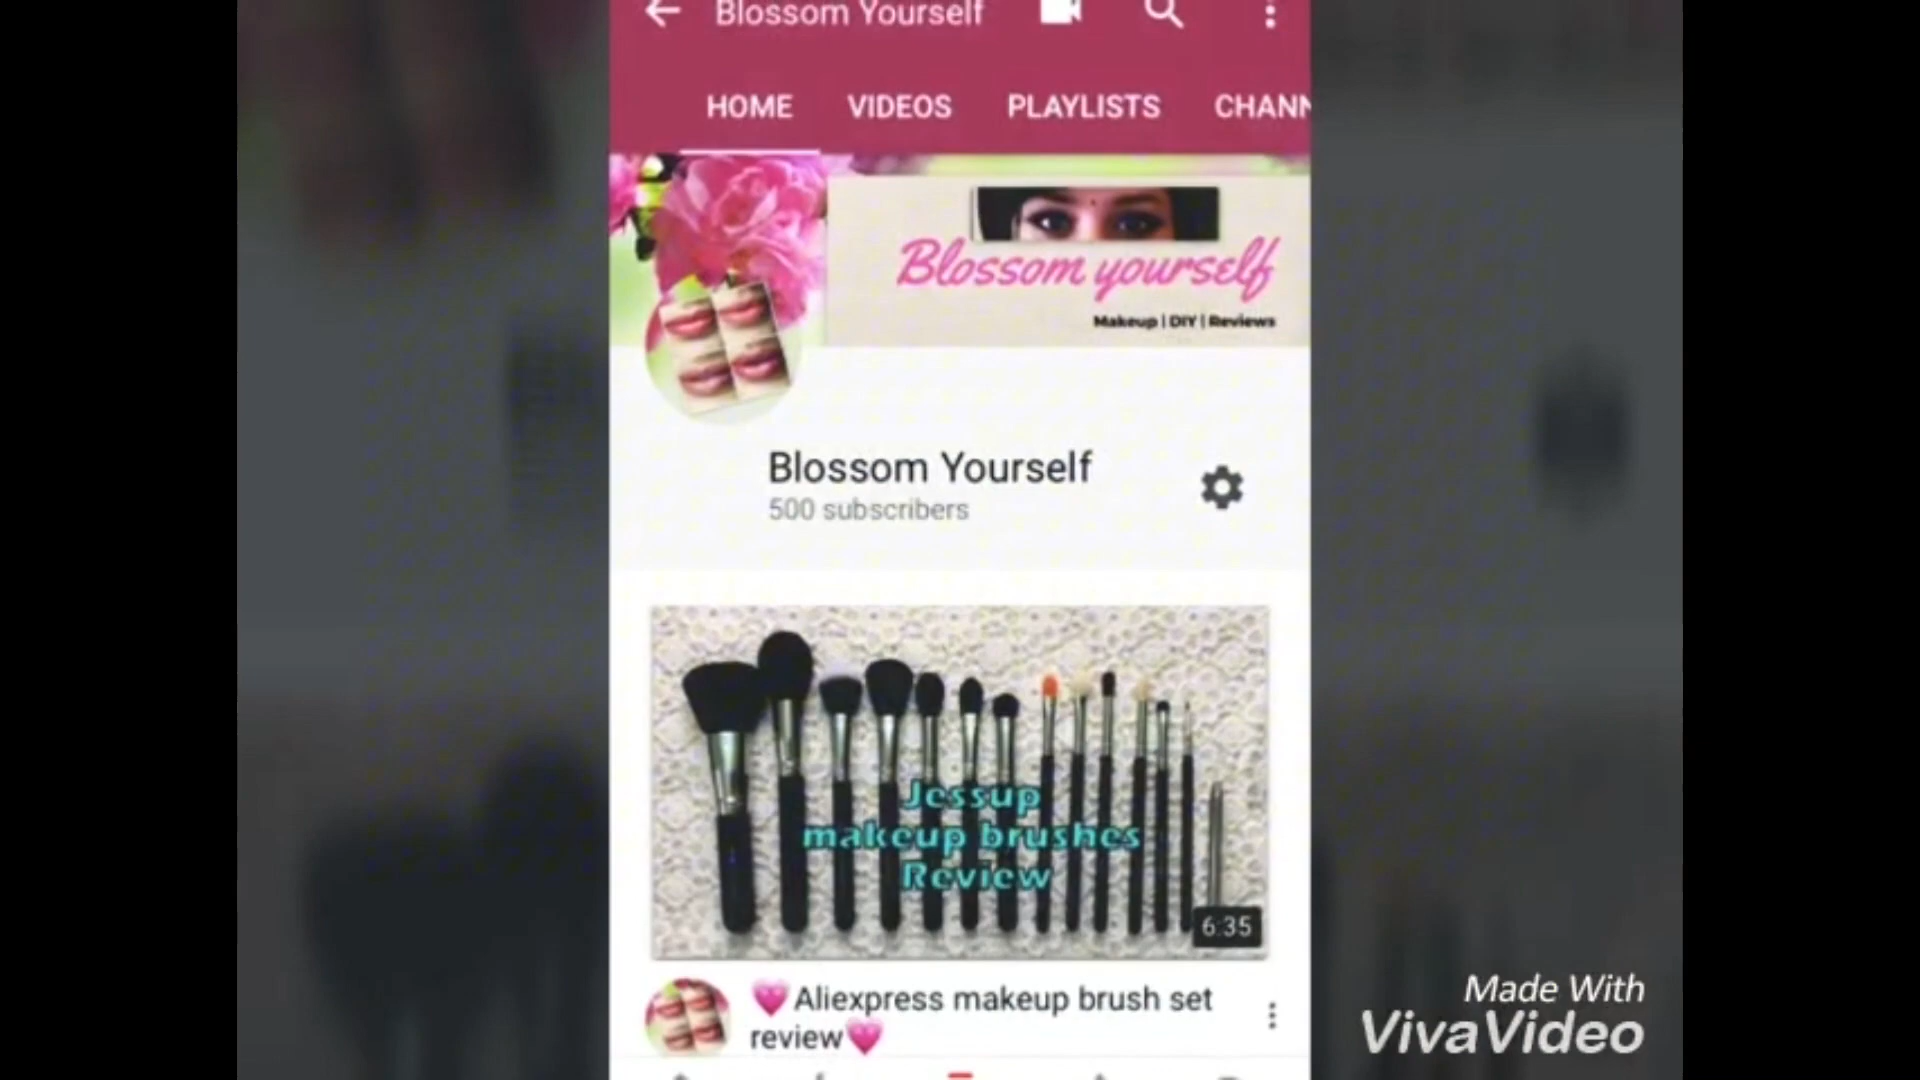 Blossom Yourself
HOME VIDEOS PLAYLISTS CHANN
Blossom yourself
Makeup | DIY | Reviews
Blossom Yourself
500 subscribers
Jessup
makeup brushes
Review
6:35
💗Aliexpress makeup brush set
review💗
Made With
VivaVideo